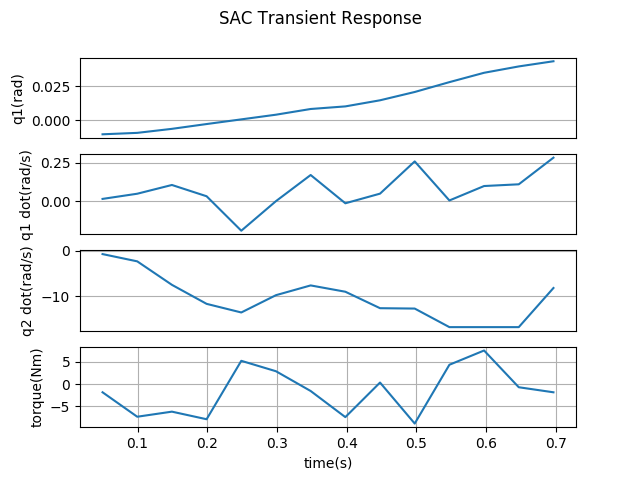 SAC Transient Response
q1(rad)
0.025
0.000
q1 dot(rad/s)
0.25
0.00
q2 dot(rad/s)
0
−10
torque(Nm)
5
0
−5
0.1 0.2 0.3 0.4 0.5 0.6 0.7
time(s)